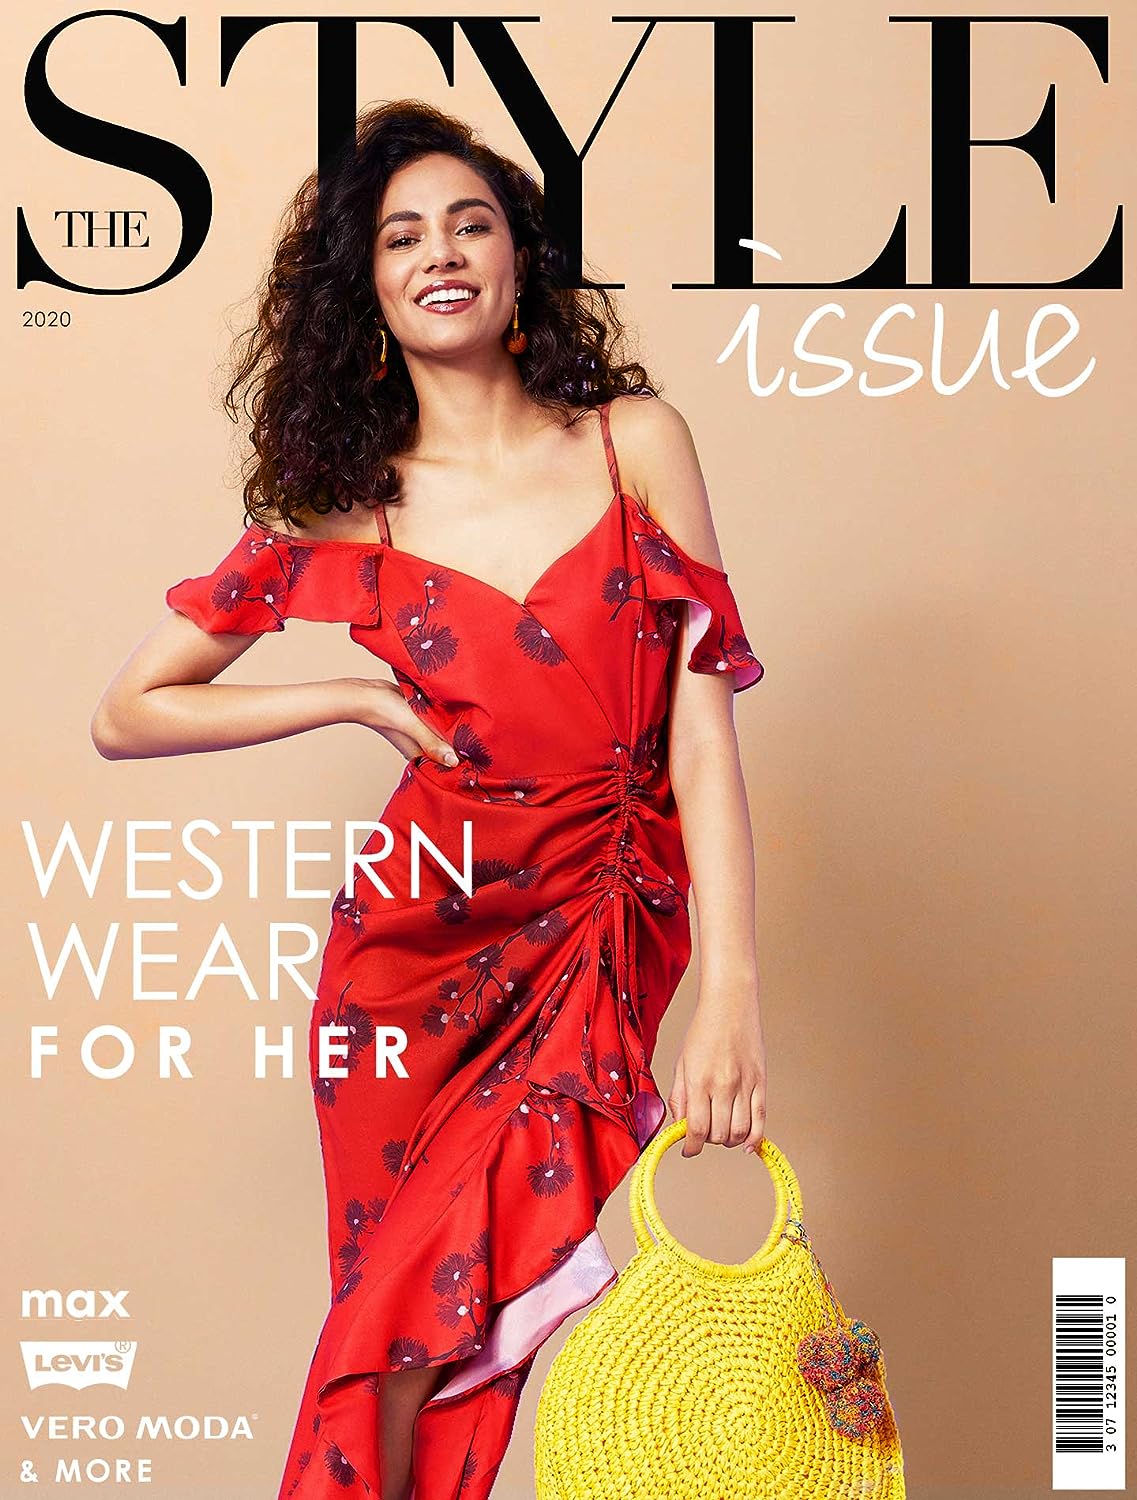 THE STYLE
issue
2020
WESTERN
WEAR
FOR HER
max
LEVI'S®
VERO MODA®
& MORE
3 07 12345 00001 0